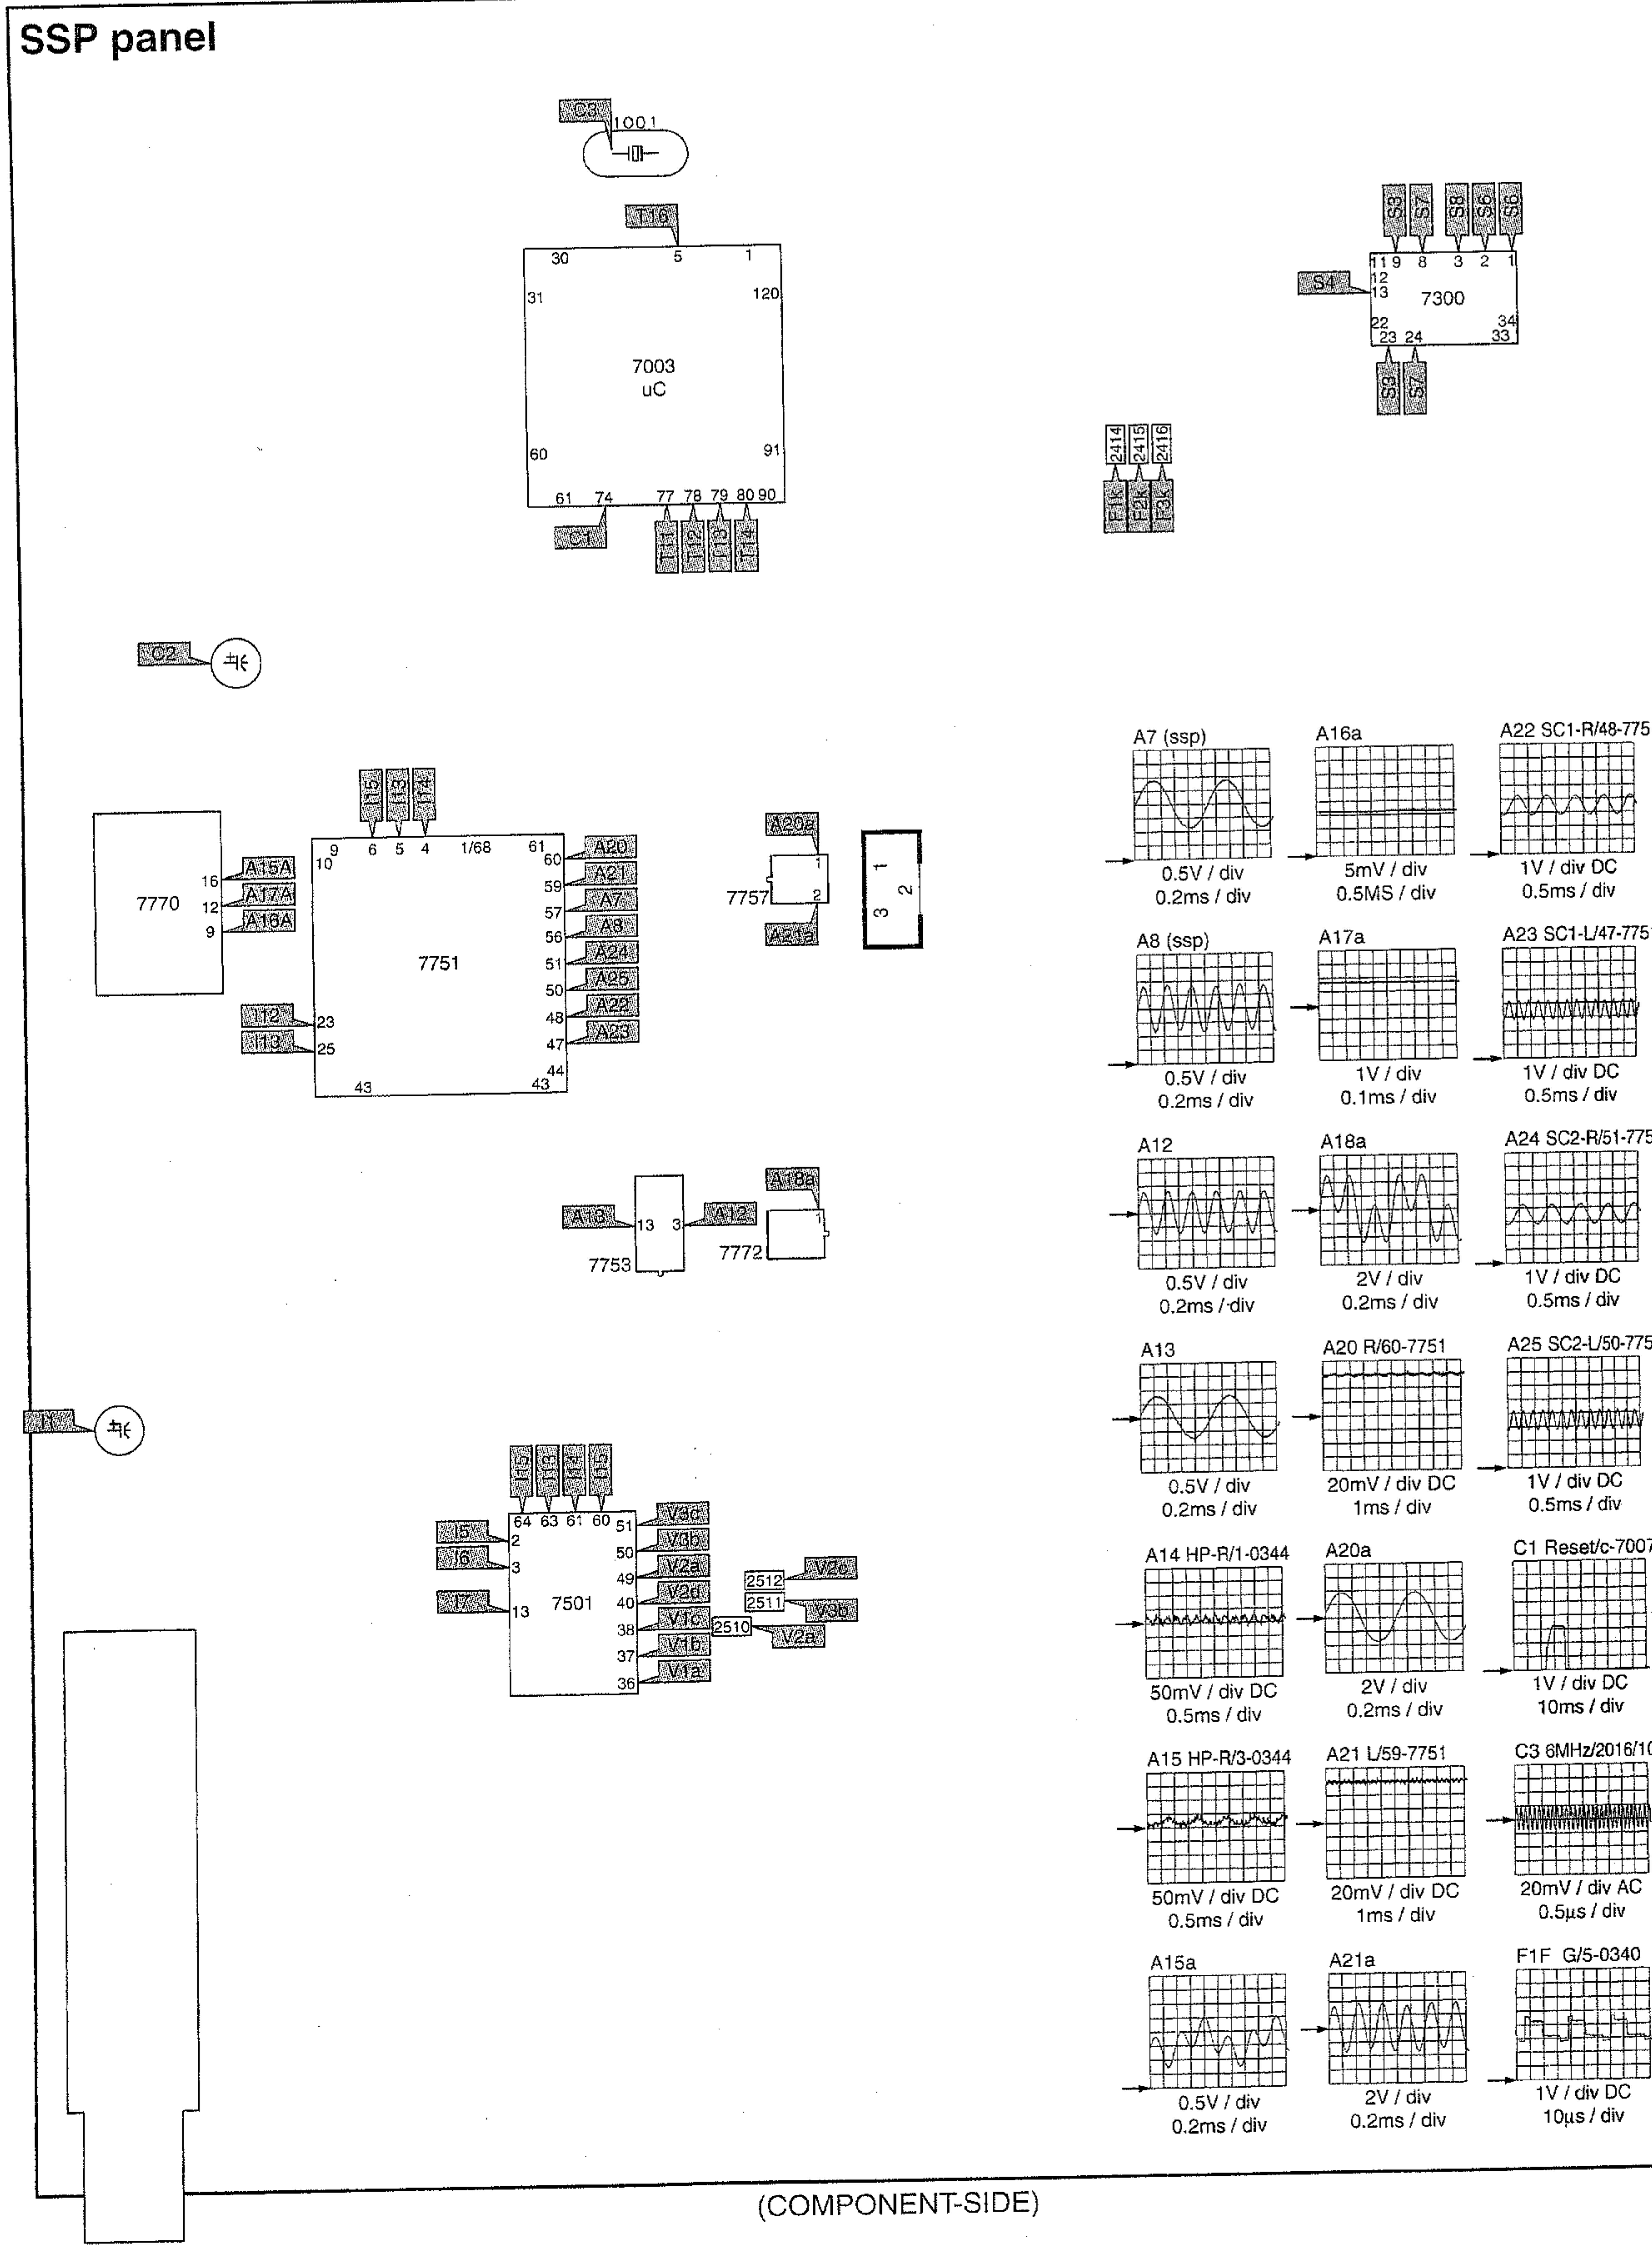 SSP panel
C3
1001
T16
30 5 1
31
120
7003
uC
60
91
61 74 77 78 79 80 90
C1
T11
T12
T13
T14
S3
S7
S8
S6
S6
11 9 8 3 2 1
12
13
S4
7300
22
34
23 24 33
S3
S7
2414
2415
2416
F1k
F2k
F3k
C2
I15
I13
I14
9 6 5 4 1/68 61
10
60 A20
59 A21
57 A7
56 A8
51 A24
50 A25
48 A22
47 A23
44
43 43
7751
I12 23
I13 25
7770
16 A15A
12 A17A
9 A16A
A20a
1
7757
2
A21a
1
2
3
A13
13 3
A12
7753
A18a
1
7772
I1
I15
I13
I14
I15
64 63 61 60
I5 2
I6 3
I7 13
7501
51 V3c
50 V3b
49 V2a
40 V2d
38 V1c
37 V1b
36 V1a
2512 V2c
2511 V3b
2510 V2a
A7 (ssp)
0.5V / div
0.2ms / div
A16a
5mV / div
0.5MS / div
A22 SC1-R/48-775
1V / div DC
0.5ms / div
A8 (ssp)
0.5V / div
0.2ms / div
A17a
1V / div
0.1ms / div
A23 SC1-L/47-7751
1V / div DC
0.5ms / div
A12
0.5V / div
0.2ms / div
A18a
2V / div
0.2ms / div
A24 SC2-R/51-775
1V / div DC
0.5ms / div
A13
0.5V / div
0.2ms / div
A20 R/60-7751
20mV / div DC
1ms / div
A25 SC2-L/50-775
1V / div DC
0.5ms / div
A14 HP-R/1-0344
50mV / div DC
0.5ms / div
A20a
2V / div
0.2ms / div
C1 Reset/c-7007
1V / div DC
10ms / div
A15 HP-R/3-0344
50mV / div DC
0.5ms / div
A21 L/59-7751
20mV / div DC
1ms / div
C3 6MHz/2016/10
20mV / div AC
0.5µs / div
A15a
0.5V / div
0.2ms / div
A21a
2V / div
0.2ms / div
F1F G/5-0340
1V / div DC
10µs / div
(COMPONENT-SIDE)